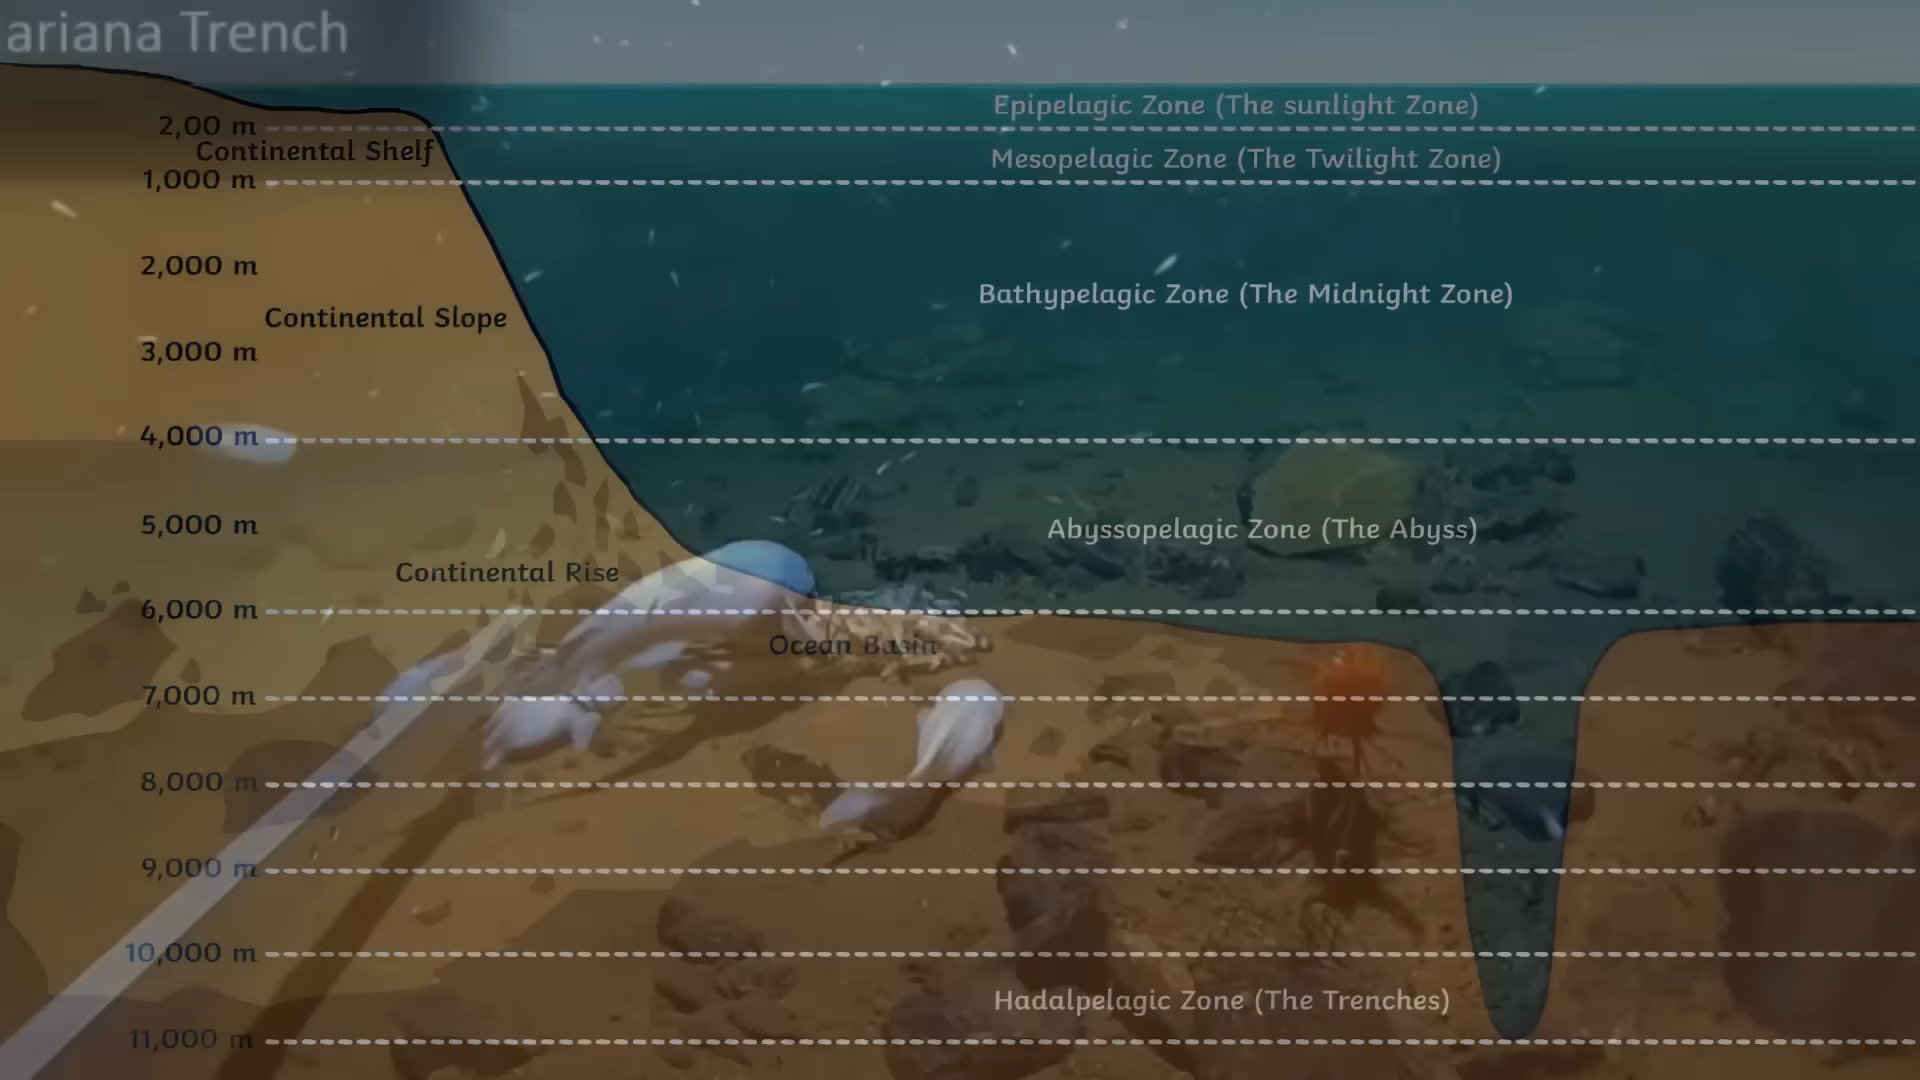 ariana Trench
Epipelagic Zone (The sunlight Zone)
2,00 m
Continental Shelf
Mesopelagic Zone (The Twilight Zone)
1,000 m
2,000 m
Bathypelagic Zone (The Midnight Zone)
Continental Slope
3,000 m
4,000 m
5,000 m
Abyssopelagic Zone (The Abyss)
Continental Rise
6,000 m
Ocean Basin
7,000 m
8,000 m
9,000 m
10,000 m
Hadalpelagic Zone (The Trenches)
11,000 m